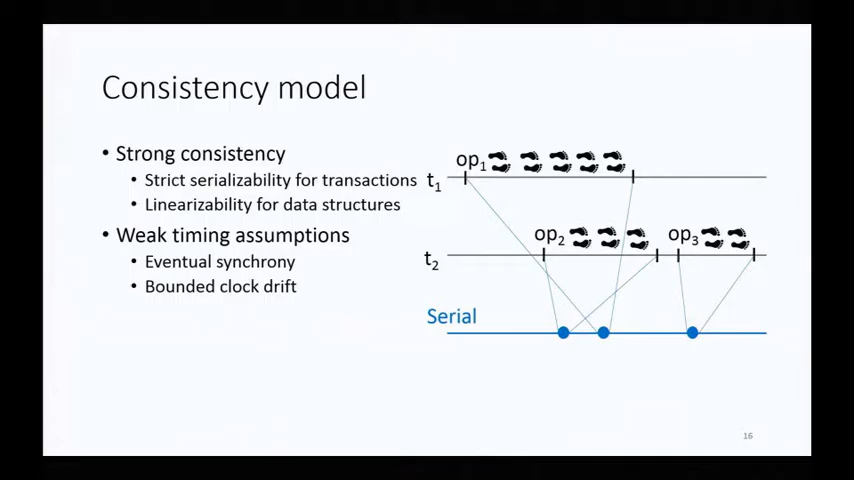 Consistency model
• Strong consistency
• Strict serializability for transactions
• Linearizability for data structures
• Weak timing assumptions
• Eventual synchrony
• Bounded clock drift
op1
t1
op2
op3
t2
Serial
16